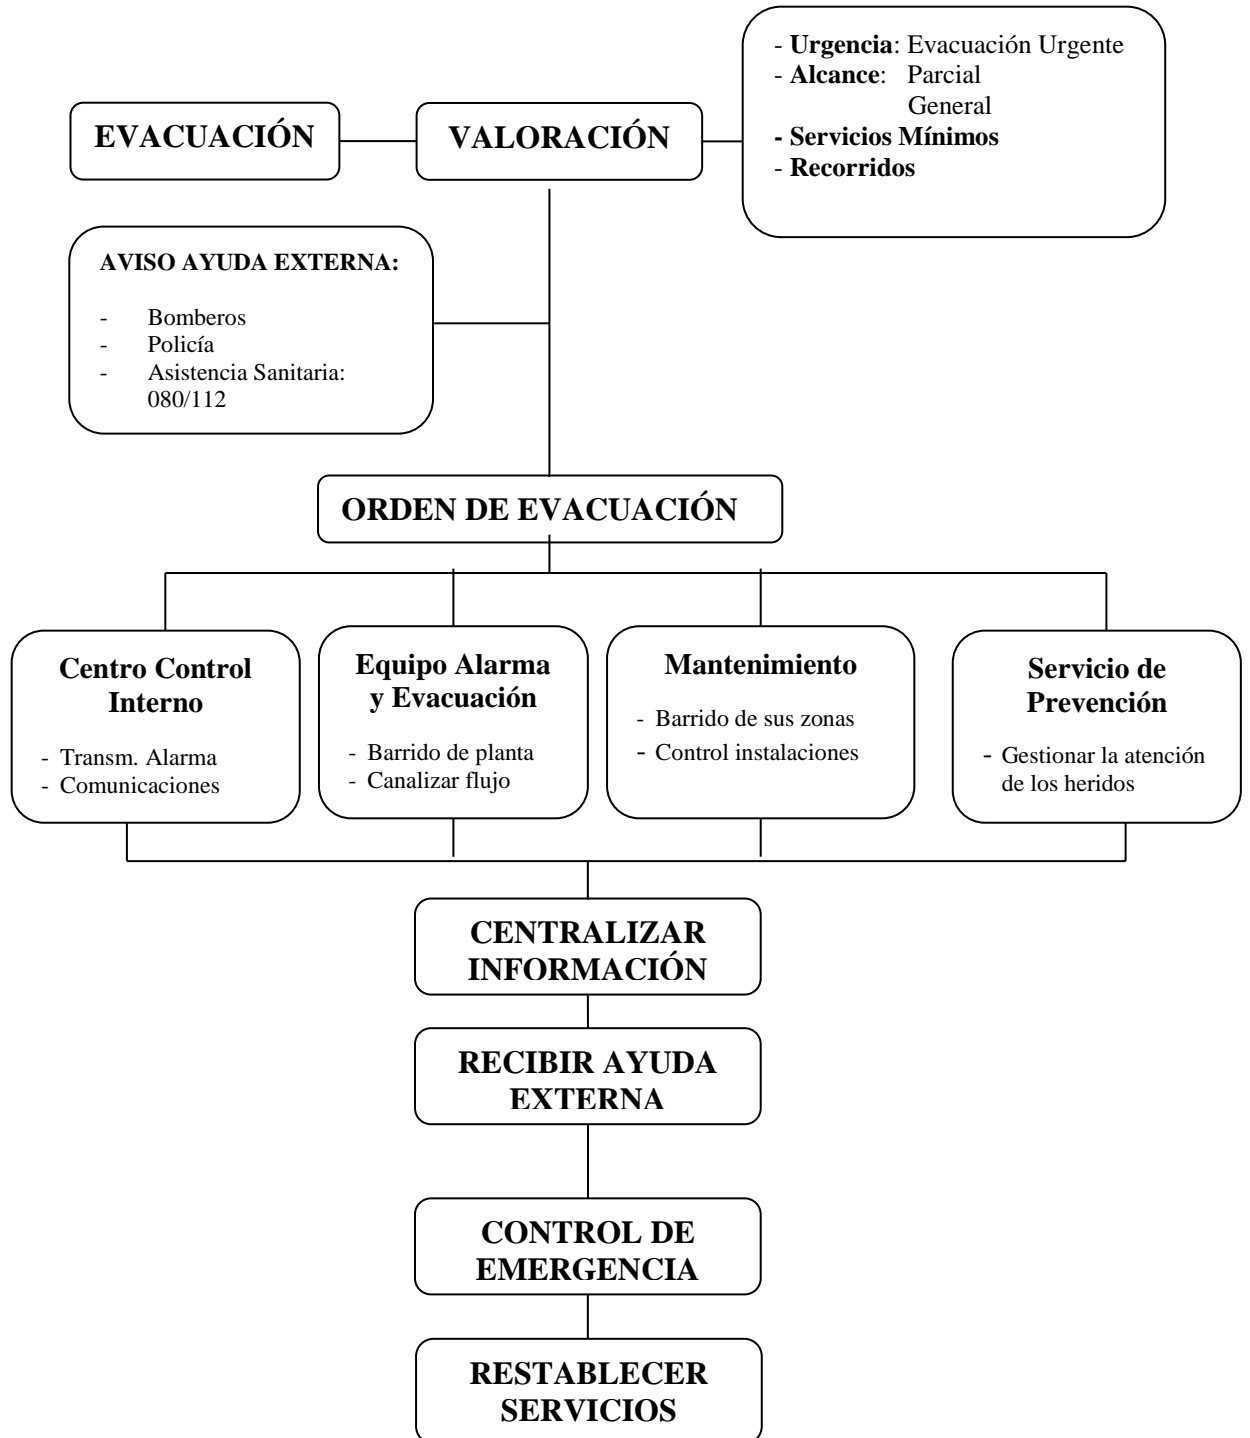 - Urgencia: Evacuación Urgente
- Alcance: Parcial
General
- Servicios Mínimos
- Recorridos
EVACUACIÓN
VALORACIÓN
AVISO AYUDA EXTERNA:
- Bomberos
- Policía
- Asistencia Sanitaria:
080/112
ORDEN DE EVACUACIÓN
Centro Control
Interno
- Transm. Alarma
- Comunicaciones
Equipo Alarma
y Evacuación
- Barrido de planta
- Canalizar flujo
Mantenimiento
- Barrido de sus zonas
- Control instalaciones
Servicio de
Prevención
- Gestionar la atención
de los heridos
CENTRALIZAR
INFORMACIÓN
RECIBIR AYUDA
EXTERNA
CONTROL DE
EMERGENCIA
RESTABLECER
SERVICIOS